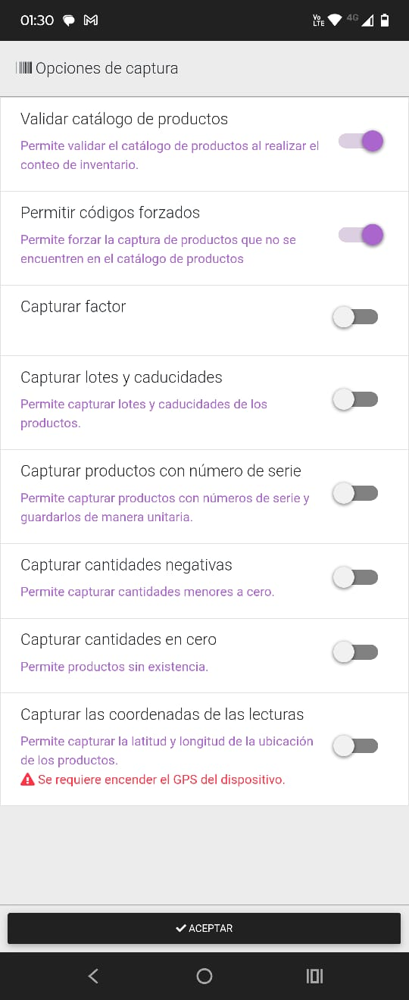 01:30
Vo
LTE
4G
Opciones de captura
Validar catálogo de productos
Permite validar el catálogo de productos al realizar el
conteo de inventario.
Permitir códigos forzados
Permite forzar la captura de productos que no se
encuentren en el catálogo de productos
Capturar factor
Capturar lotes y caducidades
Permite capturar lotes y caducidades de los
productos.
Capturar productos con número de serie
Permite capturar productos con números de serie y
guardarlos de manera unitaria.
Capturar cantidades negativas
Permite capturar cantidades menores a cero.
Capturar cantidades en cero
Permite productos sin existencia.
Capturar las coordenadas de las lecturas
Permite capturar la latitud y longitud de la ubicación
de los productos.
Se requiere encender el GPS del dispositivo.
ACEPTAR